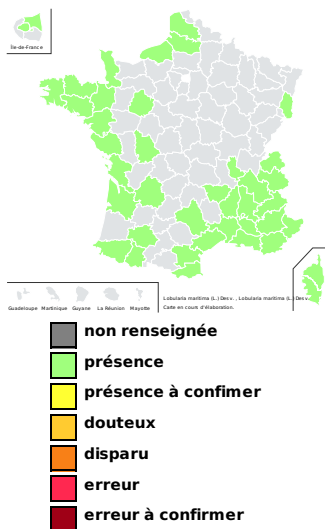 Île-de-France
Guadeloupe Martinique Guyane La Réunion Mayotte
Lobularia maritima (L.) Desv. , Lobularia maritima (L.) Desv.
Carte en cours d'élaboration.
non renseignée
présence
présence à confimer
douteux
disparu
erreur
erreur à confirmer